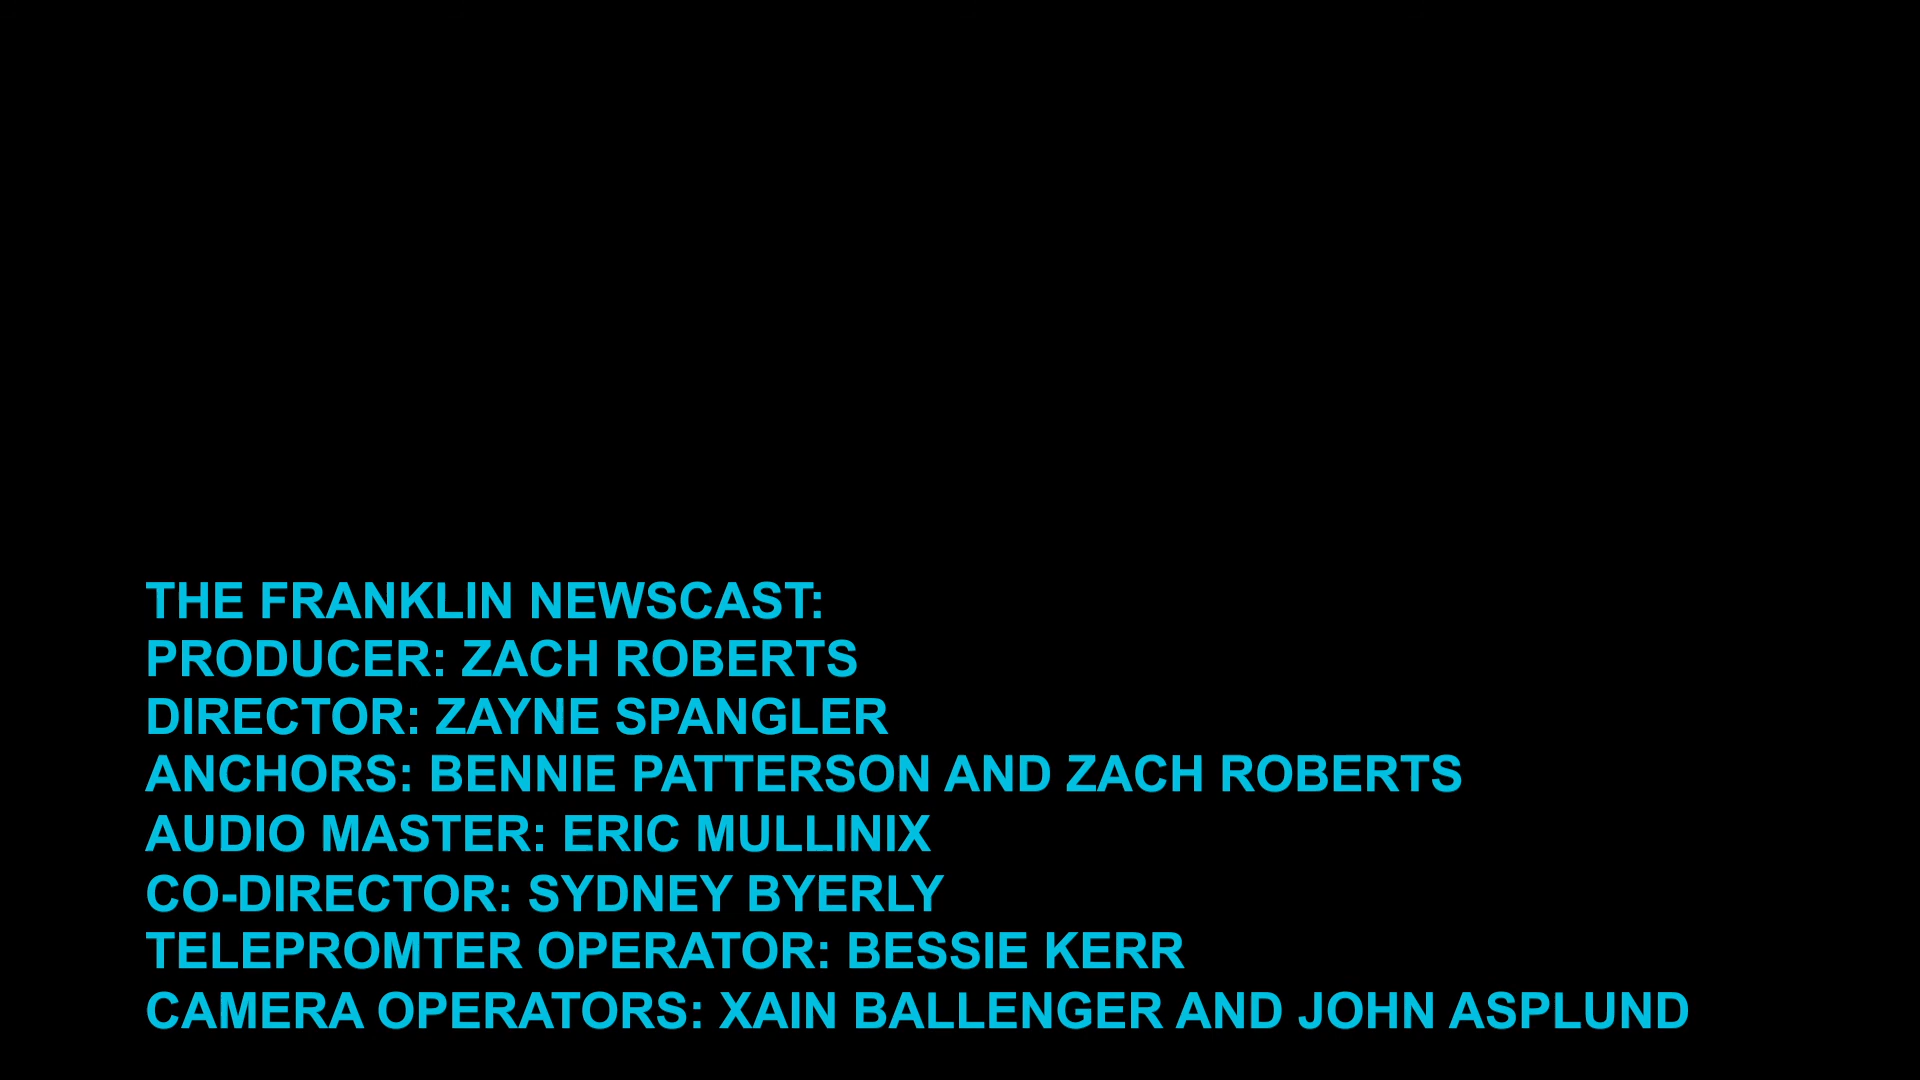 THE FRANKLIN NEWSCAST:
PRODUCER: ZACH ROBERTS
DIRECTOR: ZAYNE SPANGLER
ANCHORS: BENNIE PATTERSON AND ZACH ROBERTS
AUDIO MASTER: ERIC MULLINIX
CO-DIRECTOR: SYDNEY BYERLY
TELEPROMTER OPERATOR: BESSIE KERR
CAMERA OPERATORS: XAIN BALLENGER AND JOHN ASPLUND